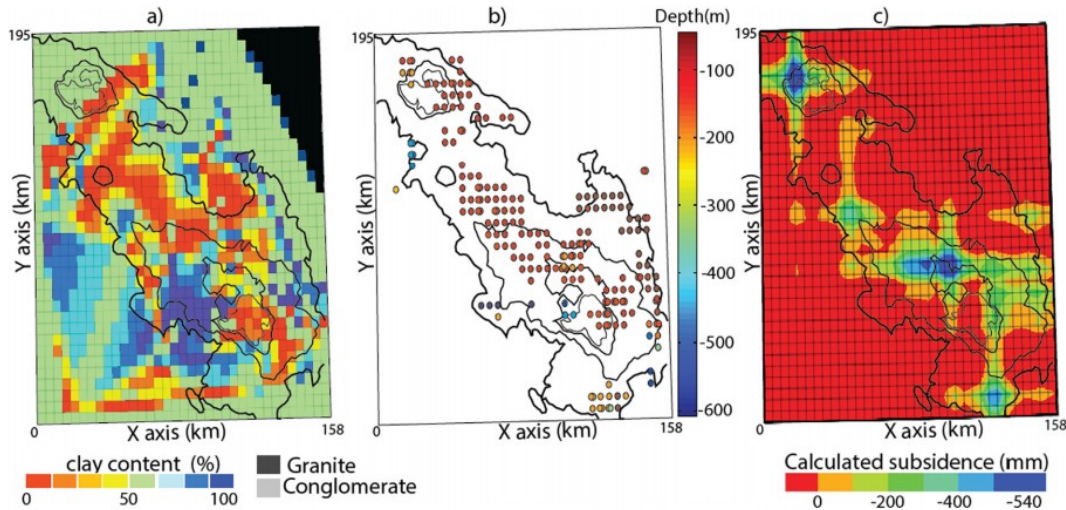 a)
b)
Depth(m)
c)
195
Y axis (km)
0
X axis (km)
158
Y axis (km)
0
X axis (km)
158
-100
-200
-300
-400
-500
-600
195
Y axis (km)
0
X axis (km)
158
clay content (%)
0 50 100
Granite
Conglomerate
Calculated subsidence (mm)
0 -200 -400 -540
195